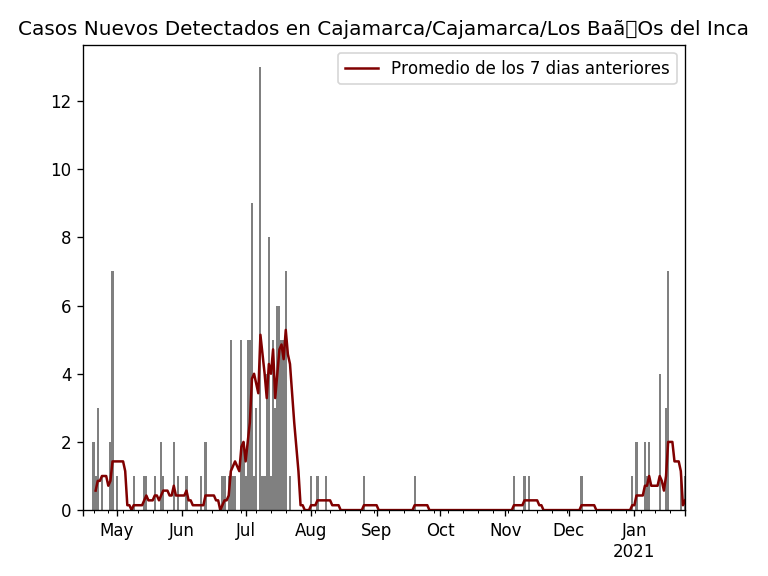 Casos Nuevos Detectados en Cajamarca/Cajamarca/Los Baã▯Os del Inca
Promedio de los 7 dias anteriores
12
10
8
6
4
2
0
May Jun Jul Aug Sep Oct Nov Dec Jan
2021